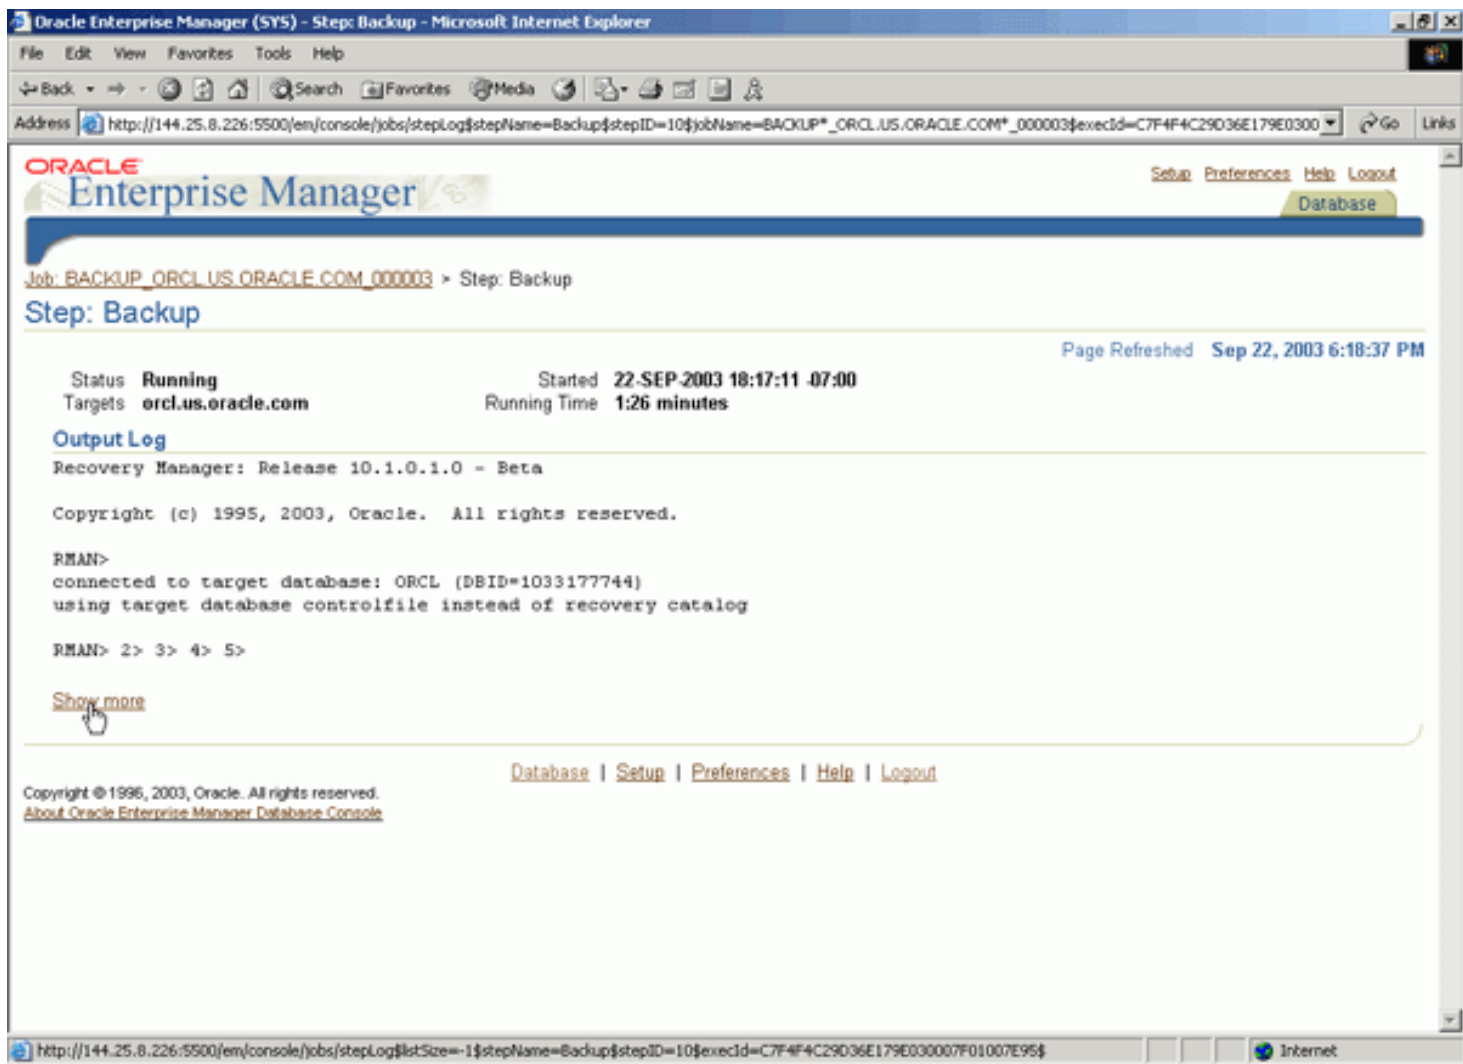 Oracle Enterprise Manager (SYS) - Step: Backup - Microsoft Internet Explorer
File Edit View Favorites Tools Help
Back Search Favorites Media
Address http://144.25.8.226:5500/em/console/jobs/stepLog$stepName=Backup$stepID=10$jobName=BACKUP*_ORCL.US.ORACLE.COM*_000003$execId=C7F4F4C29D36E179E0300 Go Links
ORACLE
Enterprise Manager
Setup Preferences Help Logout
Database
Job: BACKUP_ORCL.US.ORACLE.COM_000003 > Step: Backup
Step: Backup
Page Refreshed Sep 22, 2003 6:18:37 PM
Status Running Started 22-SEP-2003 18:17:11 -07:00
Targets orcl.us.oracle.com Running Time 1:26 minutes
Output Log
Recovery Manager: Release 10.1.0.1.0 - Beta
Copyright (c) 1995, 2003, Oracle. All rights reserved.
RMAN>
connected to target database: ORCL (DBID=1033177744)
using target database controlfile instead of recovery catalog
RMAN> 2> 3> 4> 5>
Show more
Database | Setup | Preferences | Help | Logout
Copyright © 1996, 2003, Oracle. All rights reserved.
About Oracle Enterprise Manager Database Console
http://144.25.8.226:5500/em/console/jobs/stepLog$listSize=-1$stepName=Backup$stepID=10$execId=C7F4F4C29D36E179E030007F01007E95$ Internet